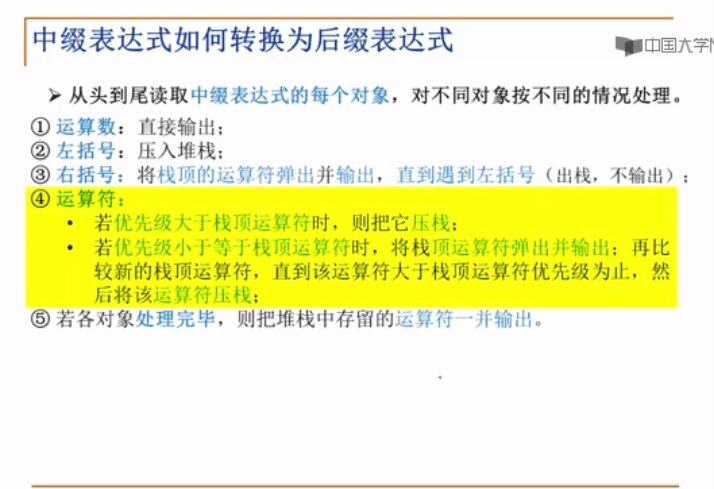 中缀表达式如何转换为后缀表达式
中国大学M
➢ 从头到尾读取中缀表达式的每个对象，对不同对象按不同的情况处理。
① 运算数：直接输出；
② 左括号：压入堆栈；
③ 右括号：将栈顶的运算符弹出并输出，直到遇到左括号（出栈，不输出）；
④ 运算符：
• 若优先级大于栈顶运算符时，则把它压栈；
• 若优先级小于等于栈顶运算符时，将栈顶运算符弹出并输出；再比
较新的栈顶运算符，直到该运算符大于栈顶运算符优先级为止，然
后将该运算符压栈；
⑤ 若各对象处理完毕，则把堆栈中存留的运算符一并输出。